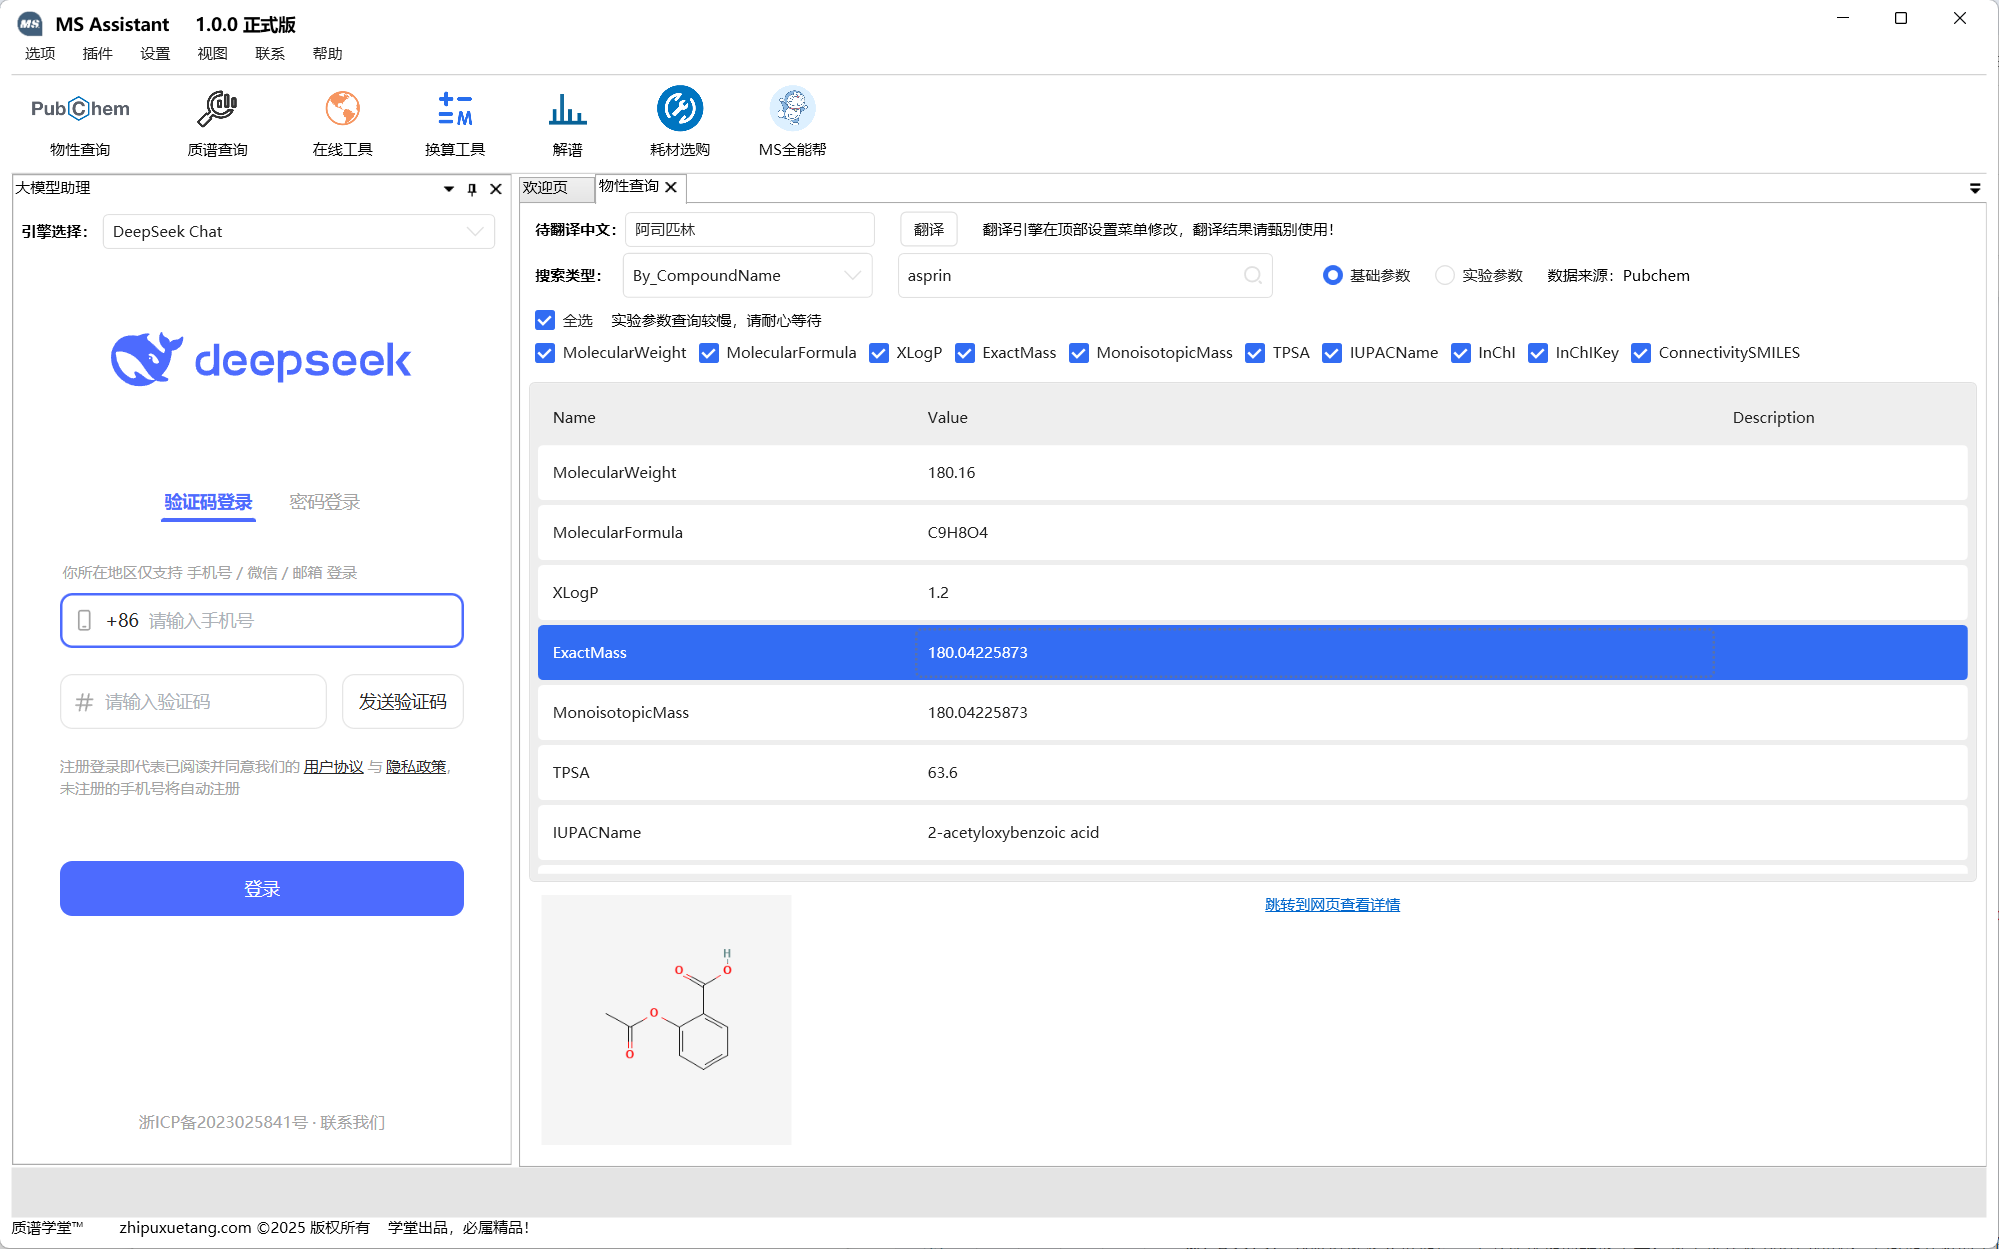 MS Assistant 1.0.0 正式版
选项 插件 设置 视图 联系 帮助
PubChem
物性查询 质谱查询 在线工具 换算工具 解谱 耗材选购 MS全能帮
大模型助理
引擎选择： DeepSeek Chat
deepseek
验证码登录 密码登录
你所在地区仅支持 手机号 / 微信 / 邮箱 登录
+86 请输入手机号
# 请输入验证码 发送验证码
注册登录即代表已阅读并同意我们的 用户协议 与 隐私政策，
未注册的手机号将自动注册
登录
浙ICP备2023025841号 · 联系我们
欢迎页 物性查询
待翻译中文： 阿司匹林 翻译 翻译引擎在顶部设置菜单修改，翻译结果请甄别使用！
搜索类型： By_CompoundName asprin 基础参数 实验参数 数据来源：Pubchem
全选 实验参数查询较慢，请耐心等待
MolecularWeight MolecularFormula XLogP ExactMass MonoisotopicMass TPSA IUPACName InChI InChIKey ConnectivitySMILES
Name Value Description
MolecularWeight 180.16
MolecularFormula C9H8O4
XLogP 1.2
ExactMass 180.04225873
MonoisotopicMass 180.04225873
TPSA 63.6
IUPACName 2-acetyloxybenzoic acid
跳转到网页查看详情
H
O O
O
O
质谱学堂™ zhipuxuetang.com ©2025 版权所有 学堂出品，必属精品！